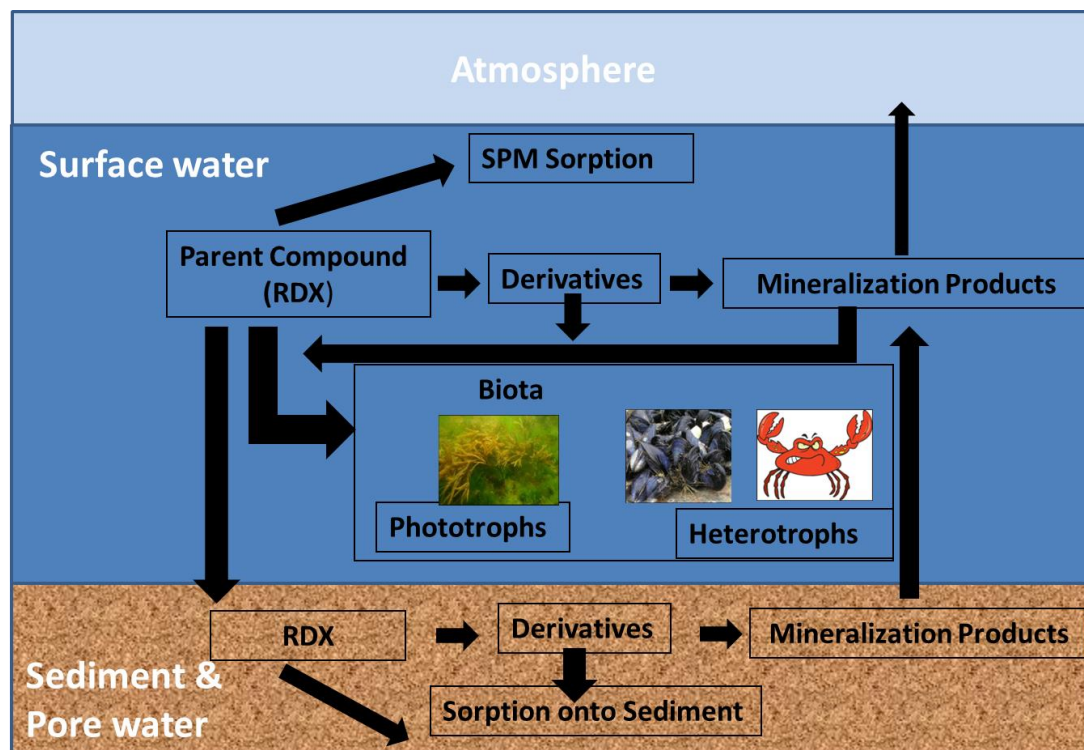 Atmosphere
Surface water
SPM Sorption
Parent Compound
(RDX)
Derivatives
Mineralization Products
Biota
Phototrophs
Heterotrophs
RDX
Derivatives
Mineralization Products
Sediment &
Pore water
Sorption onto Sediment